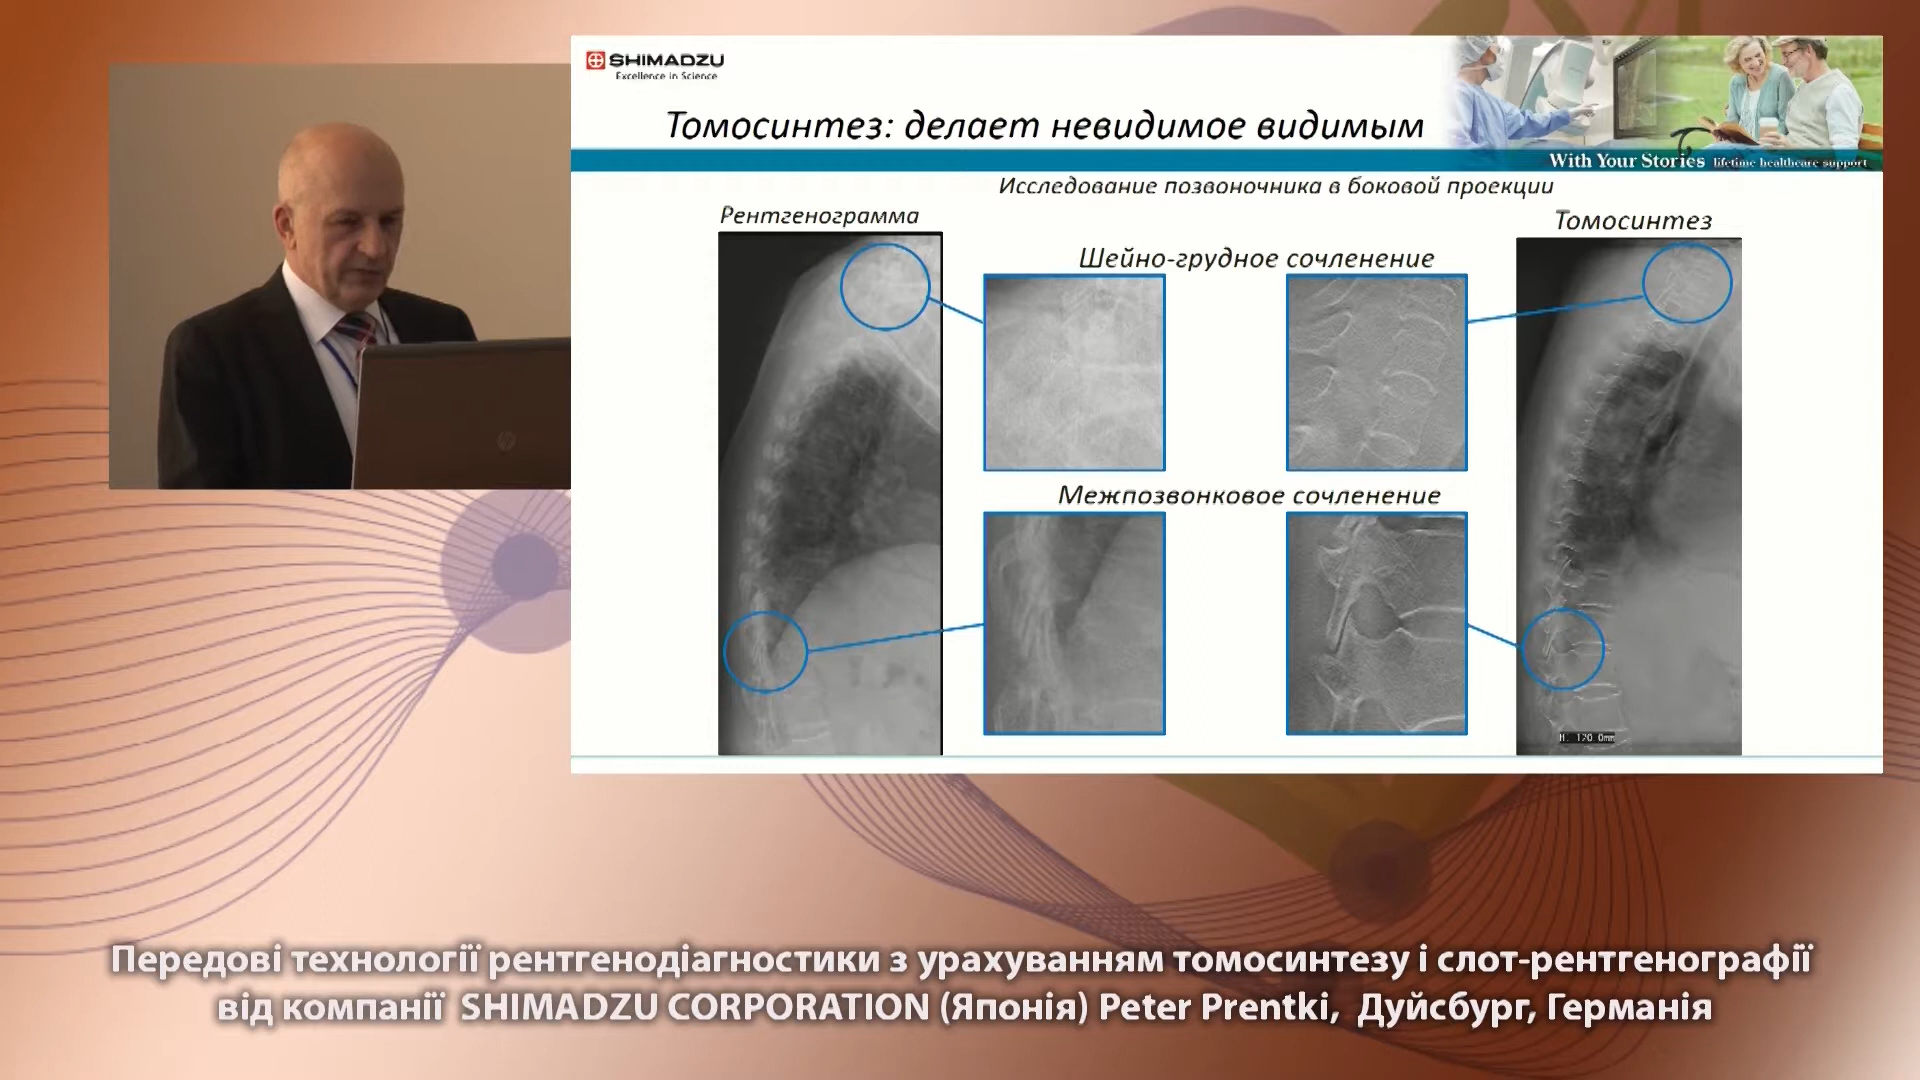 SHIMADZU
Excellence in Science
Томосинтез: делает невидимое видимым
With Your Stories lifetime healthcare support
Исследование позвоночника в боковой проекции
Рентгенограмма
Томосинтез
Шейно-грудное сочленение
Межпозвонковое сочленение
H. 120.0mm
Передові технології рентгенодіагностики з урахуванням томосинтезу і слот-рентгенографії
від компанії SHIMADZU CORPORATION (Японія) Peter Prentki, Дуйсбург, Германія